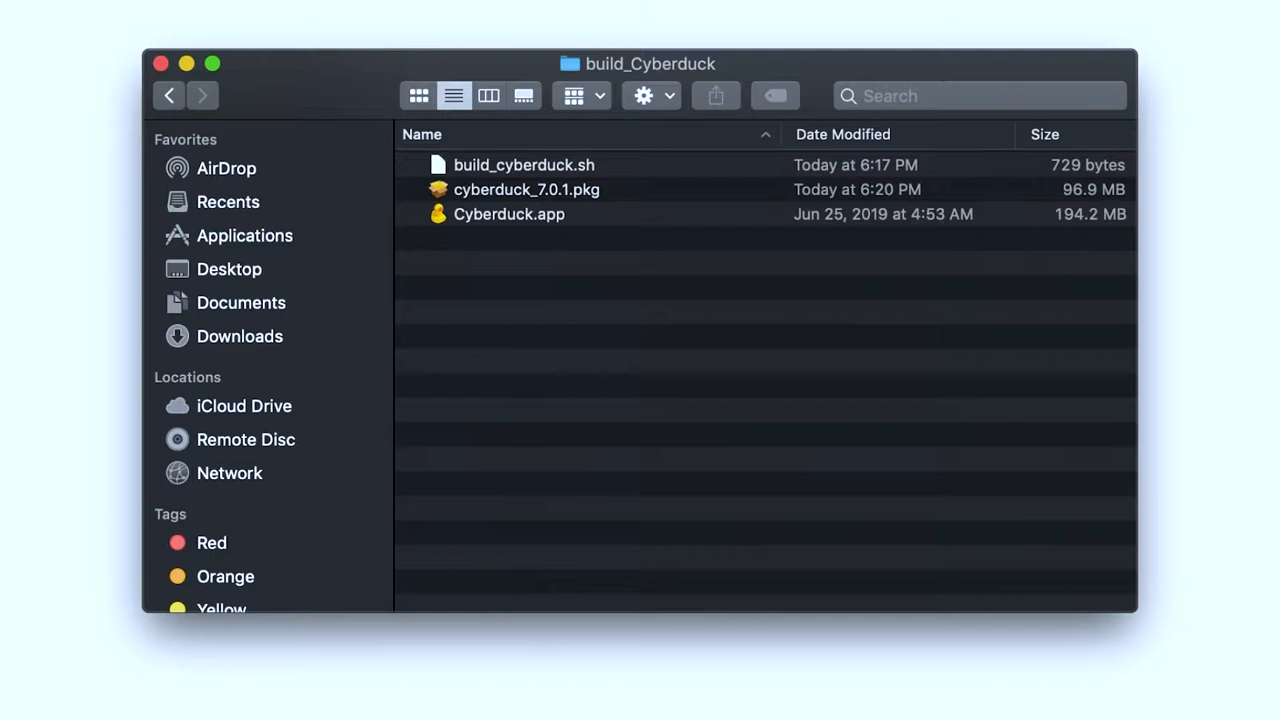 build_Cyberduck
Search
Favorites
AirDrop
Recents
Applications
Desktop
Documents
Downloads
Locations
iCloud Drive
Remote Disc
Network
Tags
Red
Orange
Yellow
Name Date Modified Size
build_cyberduck.sh Today at 6:17 PM 729 bytes
cyberduck_7.0.1.pkg Today at 6:20 PM 96.9 MB
Cyberduck.app Jun 25, 2019 at 4:53 AM 194.2 MB